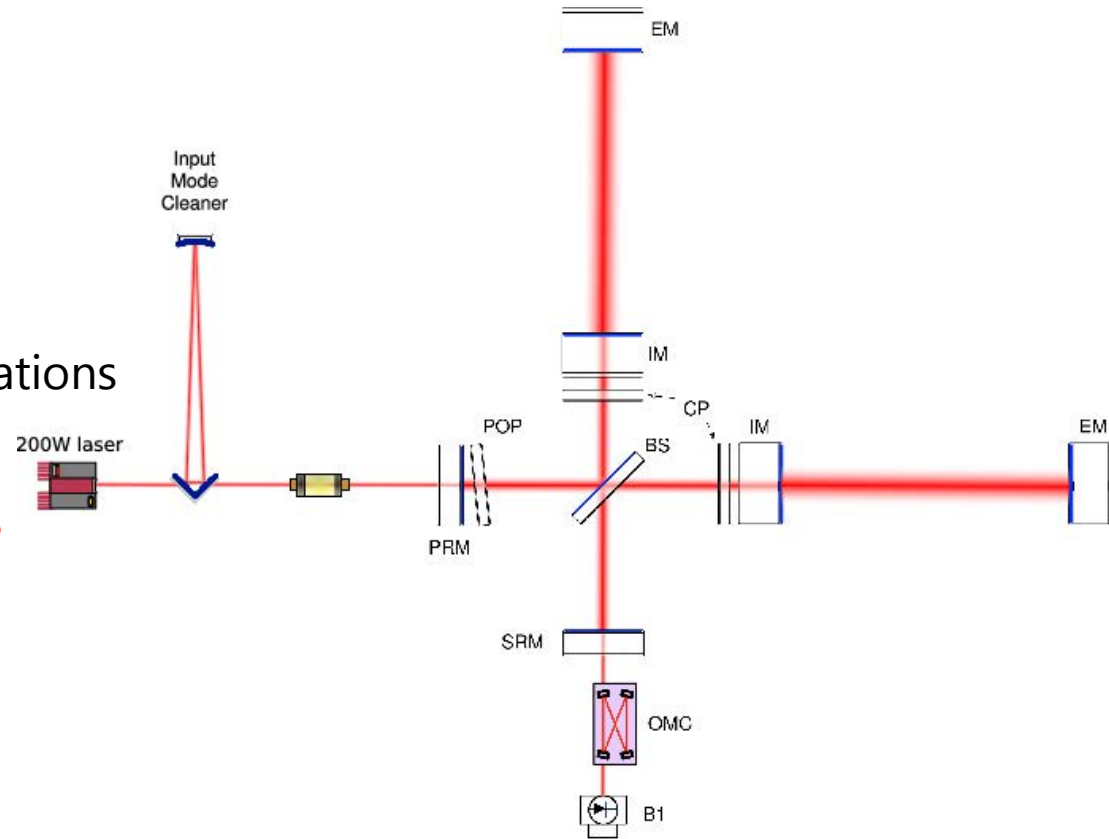 EM
Input
Mode
Cleaner
IM
ations
CP
200W laser
POP
BS
IM
EM
PRM
SRM
OMC
B1